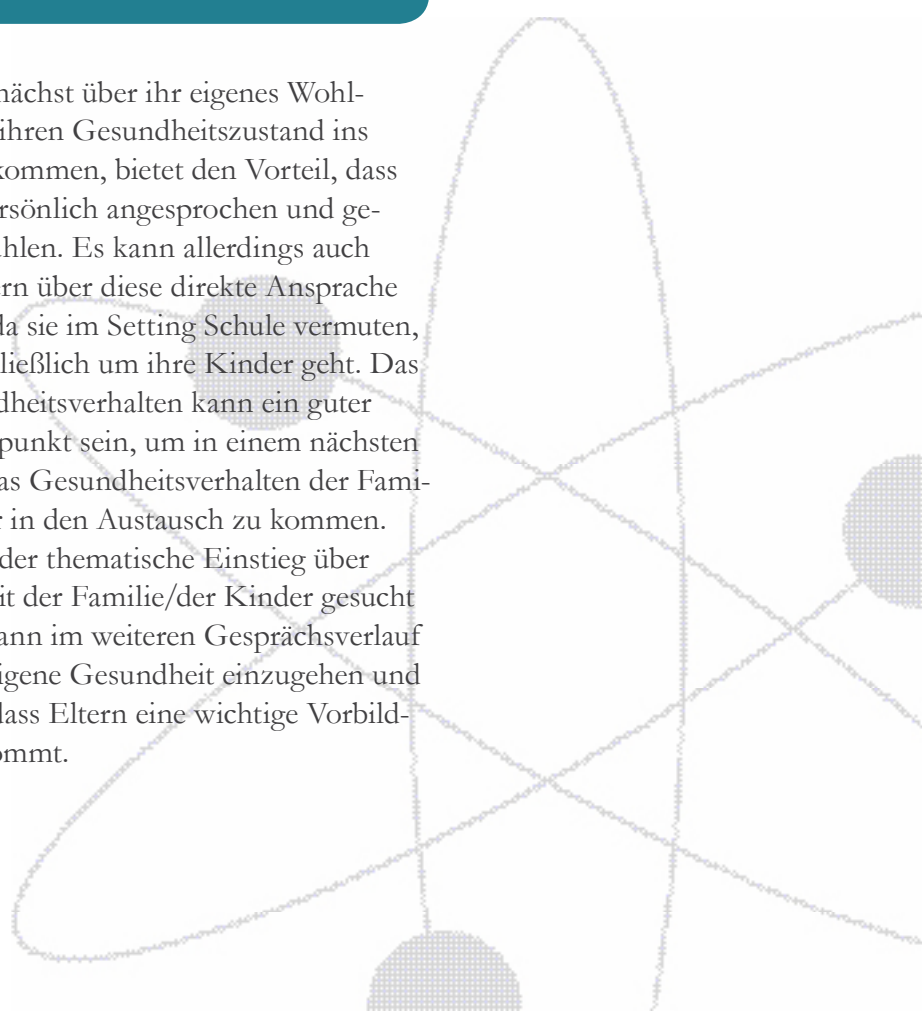 nächst über ihr eigenes Wohl-
ihren Gesundheitszustand ins
kommen, bietet den Vorteil, dass
rsönlich angesprochen und ge-
hlen. Es kann allerdings auch
ern über diese direkte Ansprache
da sie im Setting Schule vermuten,
ließlich um ihre Kinder geht. Das
dheitsverhalten kann ein guter
punkt sein, um in einem nächsten
as Gesundheitsverhalten der Fami-
r in den Austausch zu kommen.
der thematische Einstieg über
it der Familie/der Kinder gesucht
ann im weiteren Gesprächsverlauf
igene Gesundheit einzugehen und
dass Eltern eine wichtige Vorbild-
ommt.